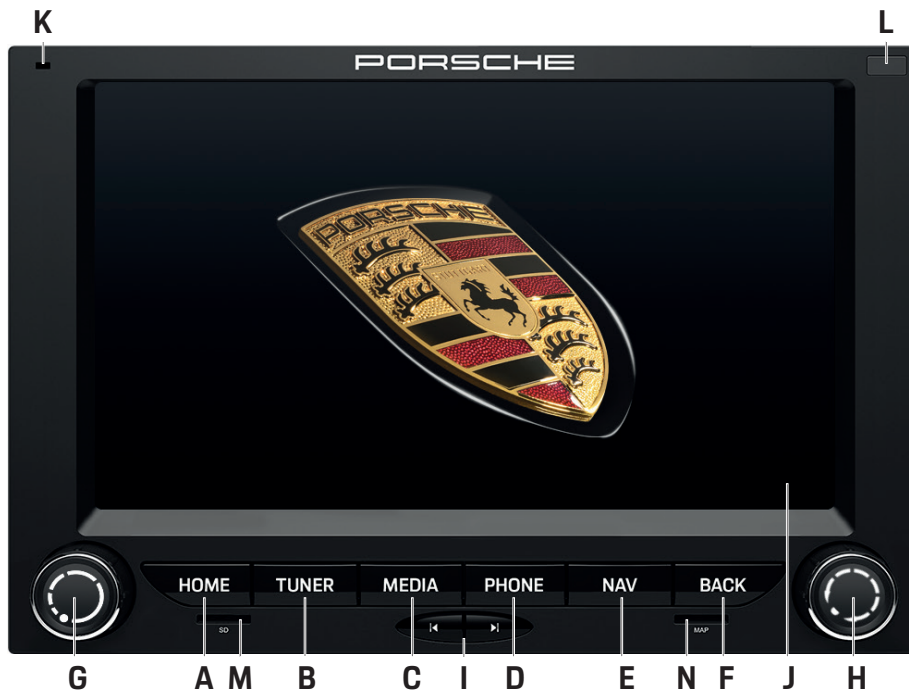 K L
PORSCHE
PORSCHE
HOME TUNER MEDIA PHONE NAV BACK
SD MAP
G A M B C I D E N F J H